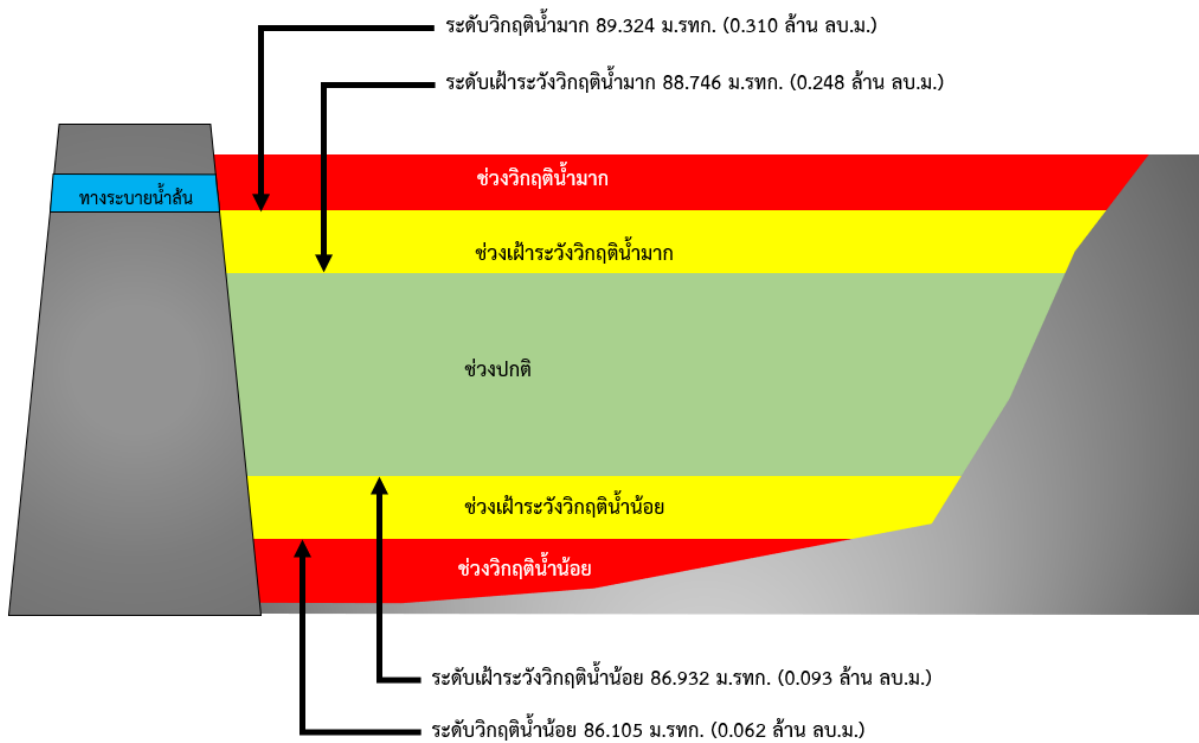 ระดับวิกฤติน้ำมาก 89.324 ม.รทก. (0.310 ล้าน ลบ.ม.)
ระดับเฝ้าระวังวิกฤติน้ำมาก 88.746 ม.รทก. (0.248 ล้าน ลบ.ม.)
ช่วงวิกฤติน้ำมาก
ทางระบายน้ำล้น
ช่วงเฝ้าระวังวิกฤติน้ำมาก
ช่วงปกติ
ช่วงเฝ้าระวังวิกฤติน้ำน้อย
ช่วงวิกฤติน้ำน้อย
ระดับเฝ้าระวังวิกฤติน้ำน้อย 86.932 ม.รทก. (0.093 ล้าน ลบ.ม.)
ระดับวิกฤติน้ำน้อย 86.105 ม.รทก. (0.062 ล้าน ลบ.ม.)